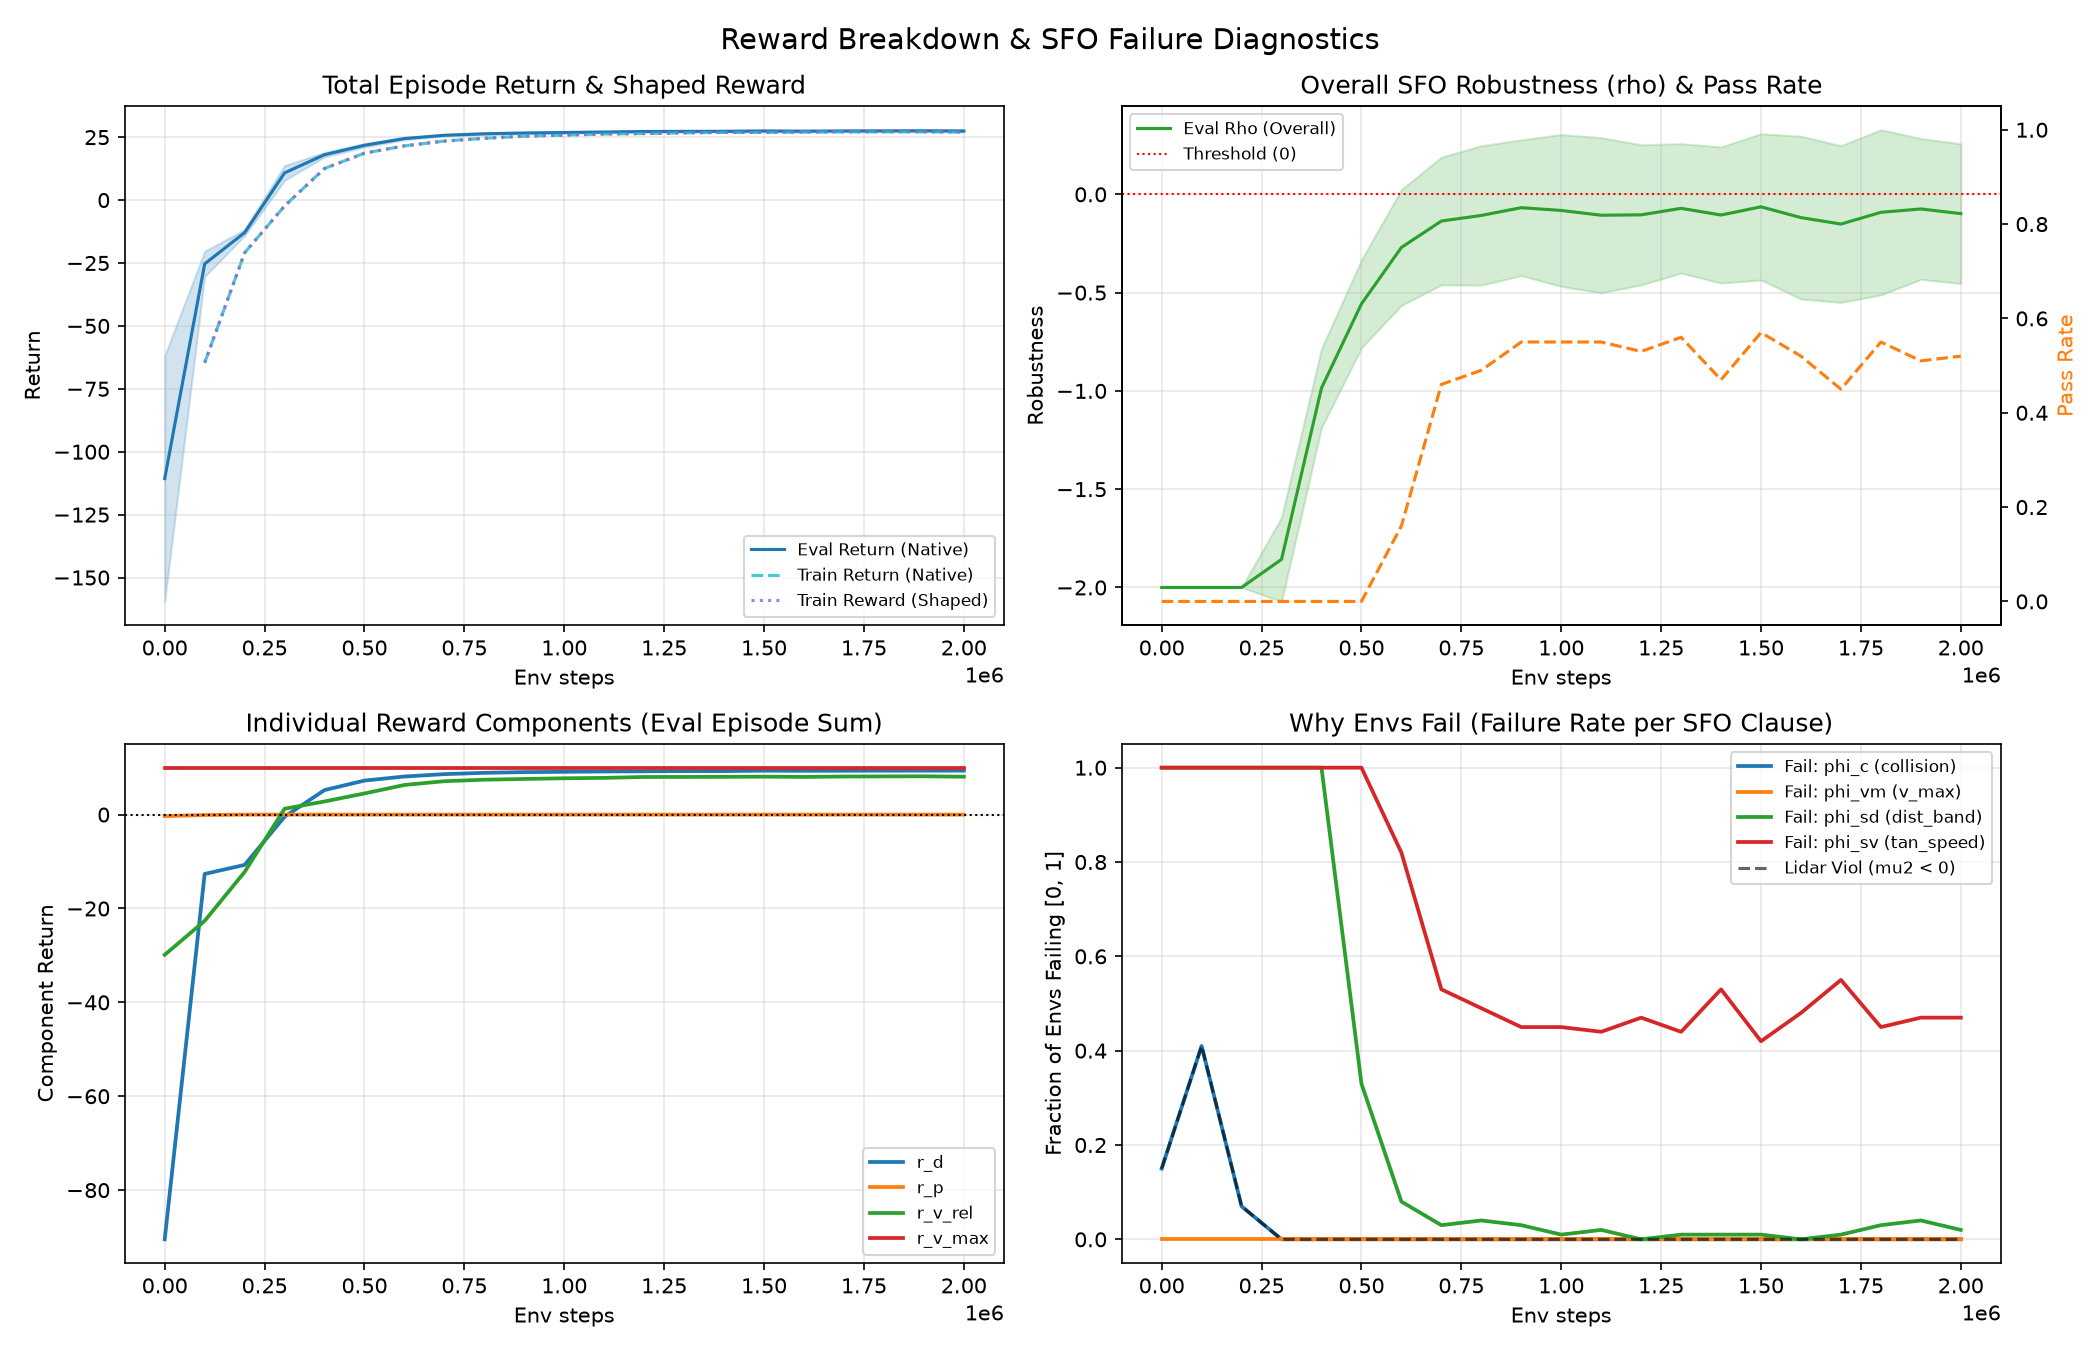 Reward Breakdown & SFO Failure Diagnostics
Total Episode Return & Shaped Reward
25
0
−25
−50
−75
−100
−125
−150
Return
Eval Return (Native)
Train Return (Native)
Train Reward (Shaped)
0.00 0.25 0.50 0.75 1.00 1.25 1.50 1.75 2.00
1e6
Env steps
Overall SFO Robustness (rho) & Pass Rate
Eval Rho (Overall)
Threshold (0)
0.0
−0.5
−1.0
−1.5
−2.0
Robustness
1.0
0.8
0.6
0.4
0.2
0.0
Pass Rate
0.00 0.25 0.50 0.75 1.00 1.25 1.50 1.75 2.00
1e6
Env steps
Individual Reward Components (Eval Episode Sum)
0
−20
−40
−60
−80
Component Return
r_d
r_p
r_v_rel
r_v_max
0.00 0.25 0.50 0.75 1.00 1.25 1.50 1.75 2.00
1e6
Env steps
Why Envs Fail (Failure Rate per SFO Clause)
1.0
0.8
0.6
0.4
0.2
0.0
Fraction of Envs Failing [0, 1]
Fail: phi_c (collision)
Fail: phi_vm (v_max)
Fail: phi_sd (dist_band)
Fail: phi_sv (tan_speed)
Lidar Viol (mu2 < 0)
0.00 0.25 0.50 0.75 1.00 1.25 1.50 1.75 2.00
1e6
Env steps